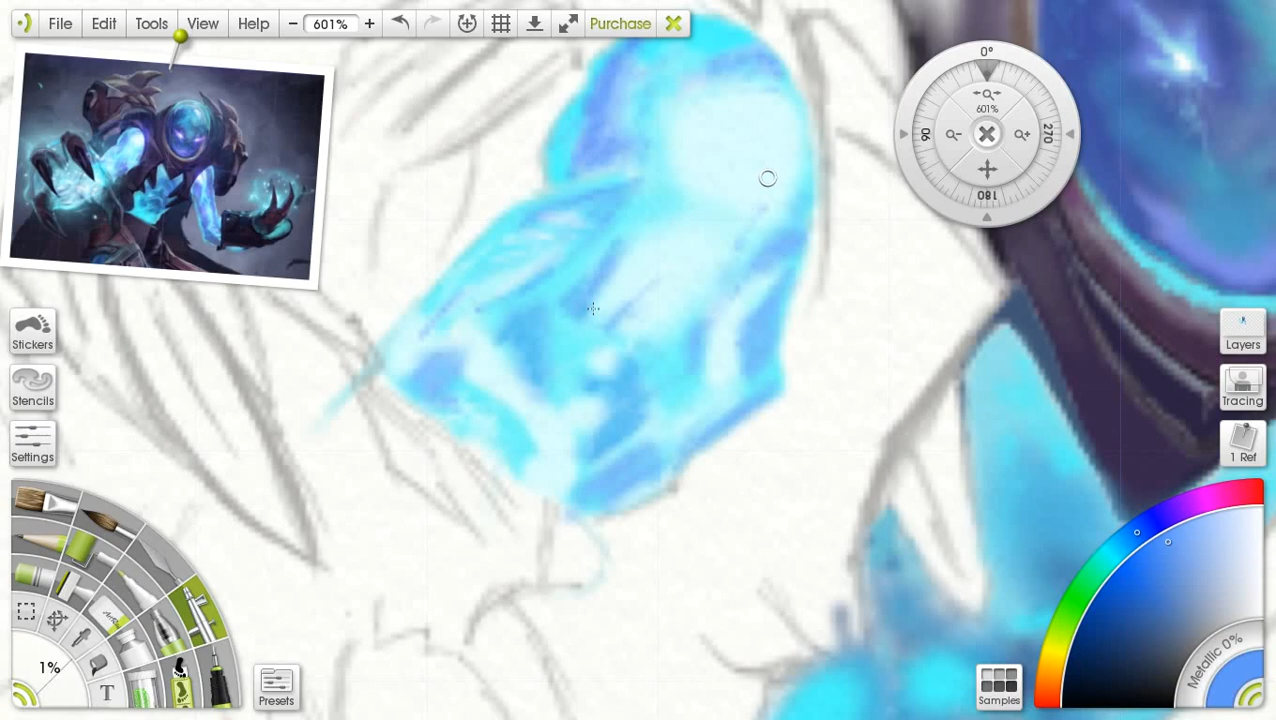 File Edit Tools View Help − 601% + Purchase
0°
601%
90
270
180
Stickers
Stencils
Settings
Layers
Tracing
1 Ref
1%
T
Presets
Samples
Metallic 0%